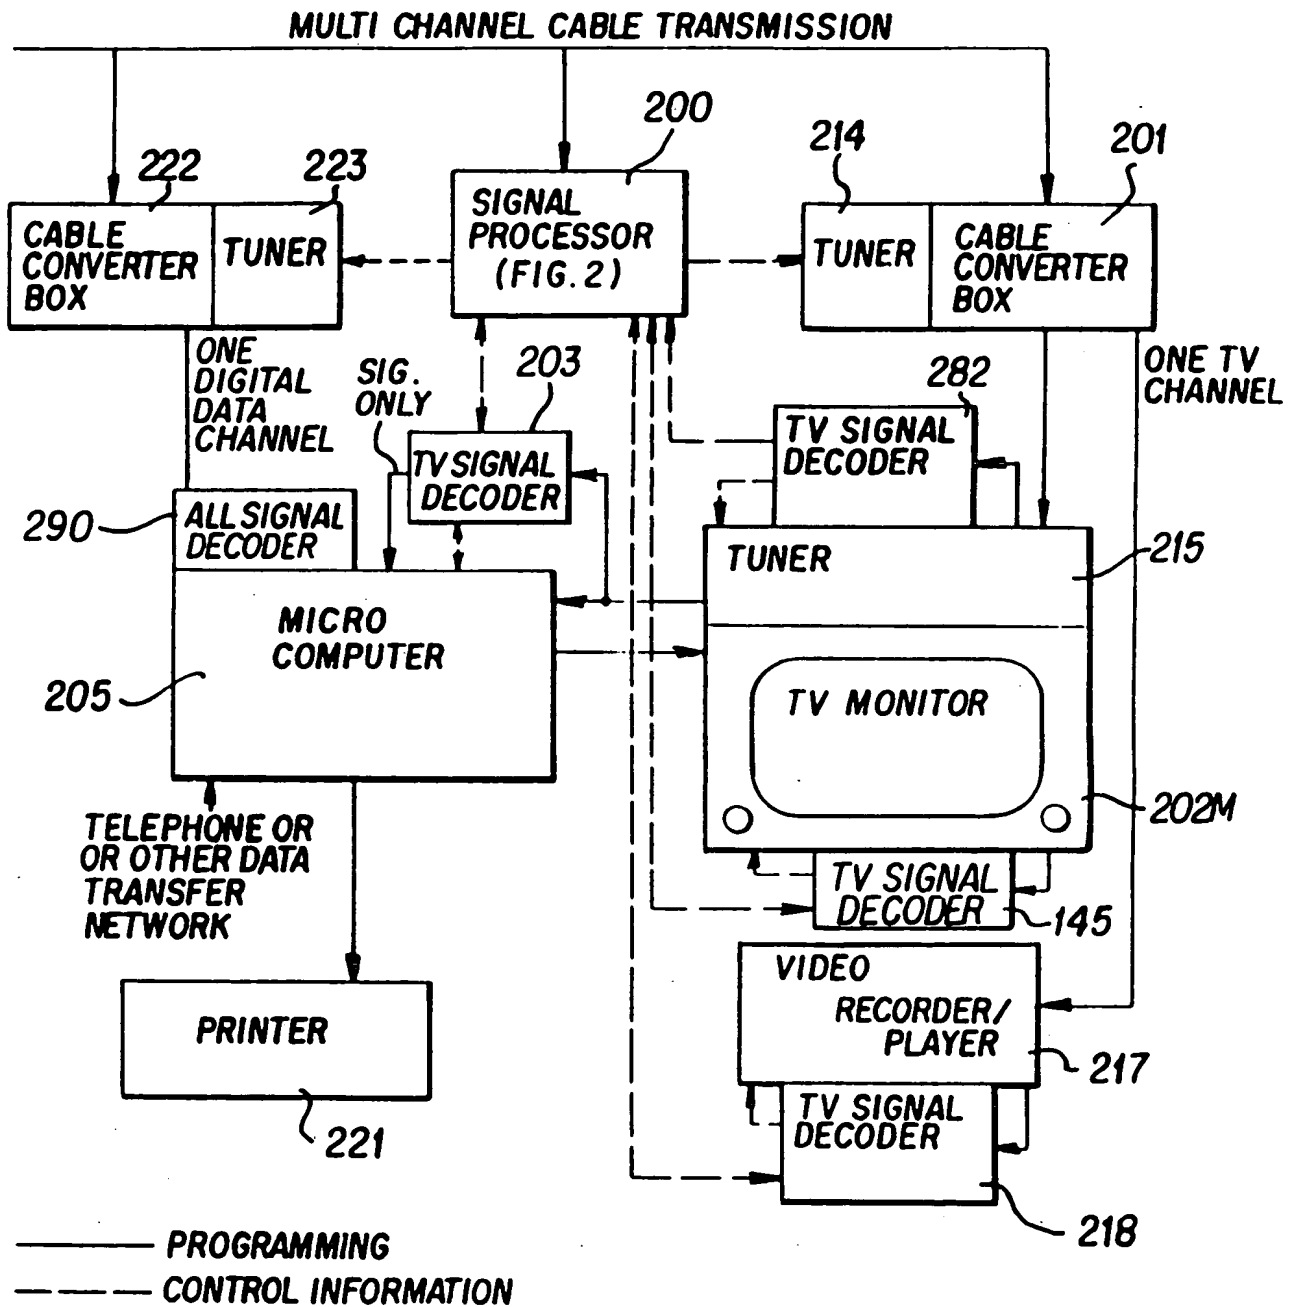 MULTI CHANNEL CABLE TRANSMISSION
200
214
201
222
223
CABLE
CONVERTER
BOX
TUNER
SIGNAL
PROCESSOR
(FIG. 2)
TUNER
CABLE
CONVERTER
BOX
ONE
DIGITAL
DATA
CHANNEL
SIG.
ONLY
203
282
ONE TV
CHANNEL
TV SIGNAL
DECODER
TV SIGNAL
DECODER
290
ALL SIGNAL
DECODER
TUNER
215
MICRO
COMPUTER
205
TV MONITOR
202M
TELEPHONE OR
OR OTHER DATA
TRANSFER
NETWORK
TV SIGNAL
DECODER
145
VIDEO
RECORDER/
PLAYER
217
PRINTER
221
TV SIGNAL
DECODER
218
PROGRAMMING
CONTROL INFORMATION